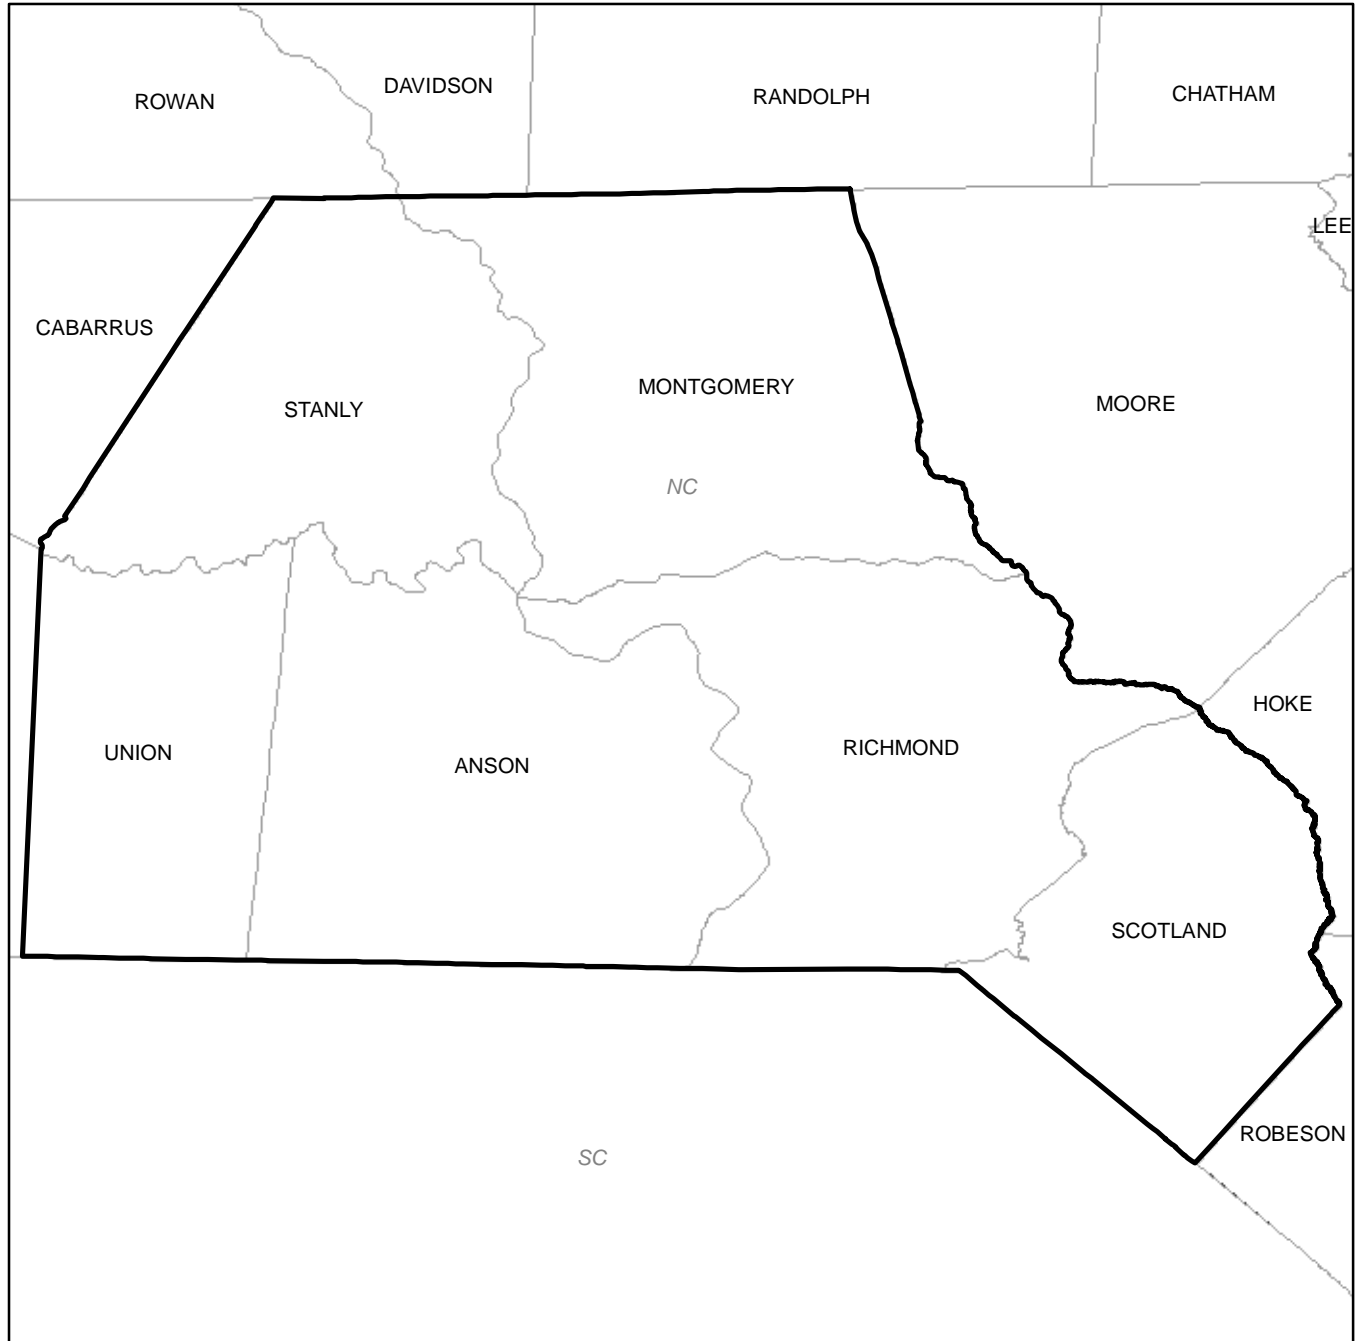 DAVIDSON
CHATHAM
RANDOLPH
ROWAN
LEE
CABARRUS
MONTGOMERY
MOORE
STANLY
NC
HOKE
RICHMOND
UNION
ANSON
SCOTLAND
ROBESON
SC